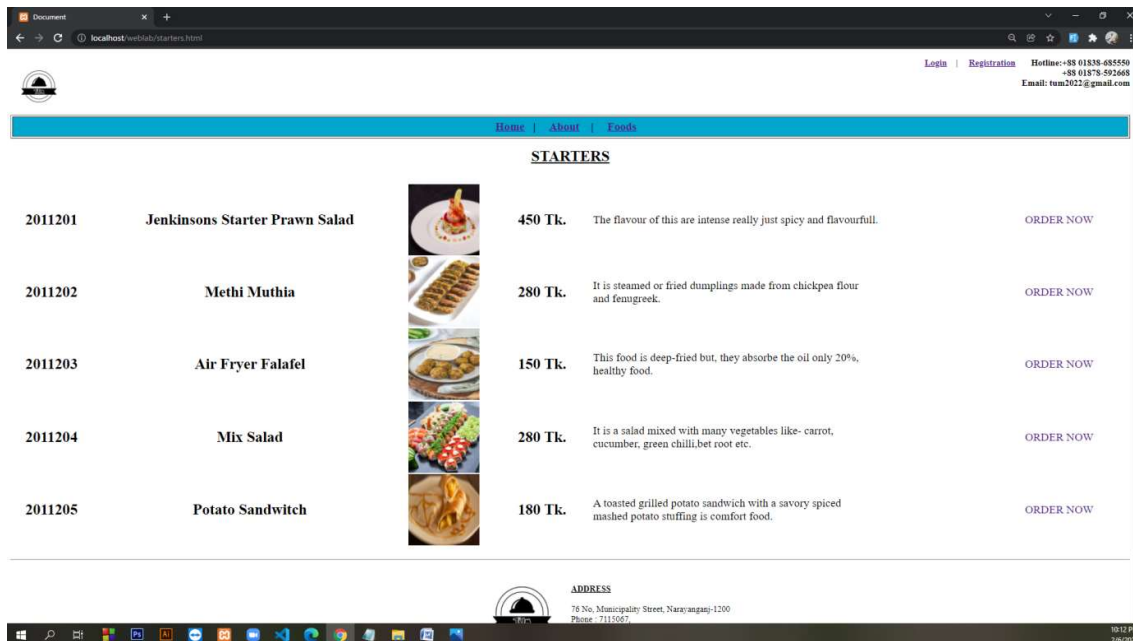 Document
localhost/weblab/starters.html
Login | Registration Hotline:+88 01838-685550
+88 01878-592668
Email: tum2022@gmail.com
Home | About | Foods
STARTERS
2011201 Jenkinsons Starter Prawn Salad 450 Tk. The flavour of this are intense really just spicy and flavourfull. ORDER NOW
2011202 Methi Muthia 280 Tk. It is steamed or fried dumplings made from chickpea flour
and fenugreek. ORDER NOW
2011203 Air Fryer Falafel 150 Tk. This food is deep-fried but, they absorbe the oil only 20%,
healthy food. ORDER NOW
2011204 Mix Salad 280 Tk. It is a salad mixed with many vegetables like- carrot,
cucumber, green chilli,bet root etc. ORDER NOW
2011205 Potato Sandwitch 180 Tk. A toasted grilled potato sandwich with a savory spiced
mashed potato stuffing is comfort food. ORDER NOW
ADDRESS
76 No, Municipality Street, Narayanganj-1200
Phone : 7115067,
10:12 P